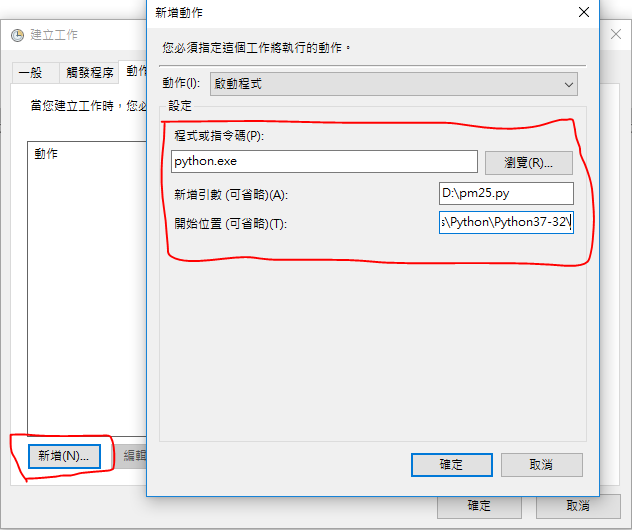 建立工作
一般
觸發程序
動作
當您建立工作時，您必
動作
新增(N)...
編輯
確定
取消
新增動作
您必須指定這個工作將執行的動作。
動作(I):
啟動程式
設定
程式或指令碼(P):
python.exe
瀏覽(R)...
新增引數 (可省略)(A):
D:\pm25.py
開始位置 (可省略)(T):
s\Python\Python37-32\
確定
取消